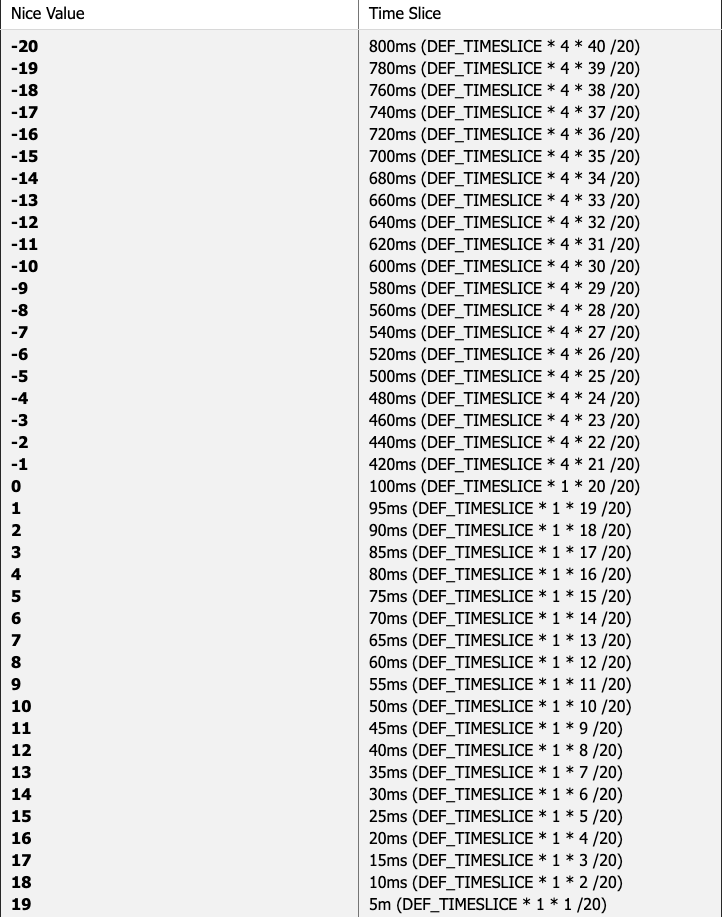 Nice Value Time Slice
-20 800ms (DEF_TIMESLICE * 4 * 40 /20)
-19 780ms (DEF_TIMESLICE * 4 * 39 /20)
-18 760ms (DEF_TIMESLICE * 4 * 38 /20)
-17 740ms (DEF_TIMESLICE * 4 * 37 /20)
-16 720ms (DEF_TIMESLICE * 4 * 36 /20)
-15 700ms (DEF_TIMESLICE * 4 * 35 /20)
-14 680ms (DEF_TIMESLICE * 4 * 34 /20)
-13 660ms (DEF_TIMESLICE * 4 * 33 /20)
-12 640ms (DEF_TIMESLICE * 4 * 32 /20)
-11 620ms (DEF_TIMESLICE * 4 * 31 /20)
-10 600ms (DEF_TIMESLICE * 4 * 30 /20)
-9 580ms (DEF_TIMESLICE * 4 * 29 /20)
-8 560ms (DEF_TIMESLICE * 4 * 28 /20)
-7 540ms (DEF_TIMESLICE * 4 * 27 /20)
-6 520ms (DEF_TIMESLICE * 4 * 26 /20)
-5 500ms (DEF_TIMESLICE * 4 * 25 /20)
-4 480ms (DEF_TIMESLICE * 4 * 24 /20)
-3 460ms (DEF_TIMESLICE * 4 * 23 /20)
-2 440ms (DEF_TIMESLICE * 4 * 22 /20)
-1 420ms (DEF_TIMESLICE * 4 * 21 /20)
0 100ms (DEF_TIMESLICE * 1 * 20 /20)
1 95ms (DEF_TIMESLICE * 1 * 19 /20)
2 90ms (DEF_TIMESLICE * 1 * 18 /20)
3 85ms (DEF_TIMESLICE * 1 * 17 /20)
4 80ms (DEF_TIMESLICE * 1 * 16 /20)
5 75ms (DEF_TIMESLICE * 1 * 15 /20)
6 70ms (DEF_TIMESLICE * 1 * 14 /20)
7 65ms (DEF_TIMESLICE * 1 * 13 /20)
8 60ms (DEF_TIMESLICE * 1 * 12 /20)
9 55ms (DEF_TIMESLICE * 1 * 11 /20)
10 50ms (DEF_TIMESLICE * 1 * 10 /20)
11 45ms (DEF_TIMESLICE * 1 * 9 /20)
12 40ms (DEF_TIMESLICE * 1 * 8 /20)
13 35ms (DEF_TIMESLICE * 1 * 7 /20)
14 30ms (DEF_TIMESLICE * 1 * 6 /20)
15 25ms (DEF_TIMESLICE * 1 * 5 /20)
16 20ms (DEF_TIMESLICE * 1 * 4 /20)
17 15ms (DEF_TIMESLICE * 1 * 3 /20)
18 10ms (DEF_TIMESLICE * 1 * 2 /20)
19 5m (DEF_TIMESLICE * 1 * 1 /20)